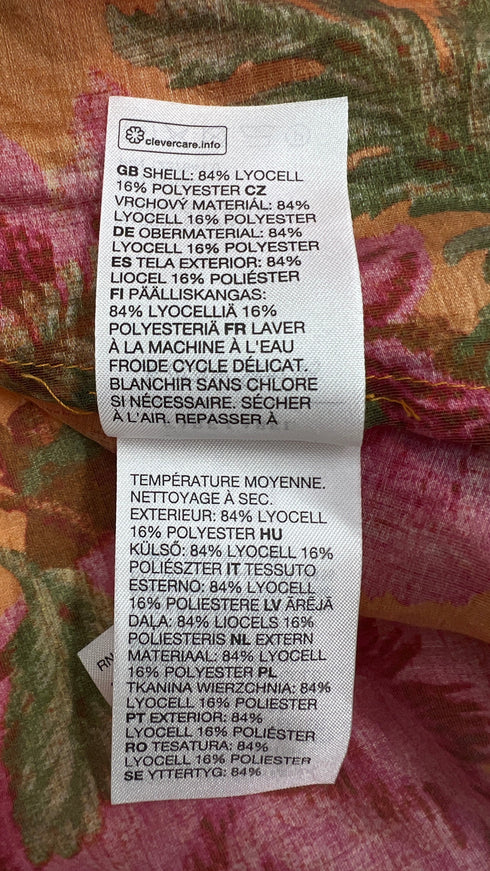 clevercare.info
GB SHELL: 84% LYOCELL
16% POLYESTER CZ
VRCHOVÝ MATERIÁL: 84%
LYOCELL 16% POLYESTER
DE OBERMATERIAL: 84%
LYOCELL 16% POLYESTER
ES TELA EXTERIOR: 84%
LIOCEL 16% POLIÉSTER
FI PÄÄLLISKANGAS:
84% LYOCELLIÄ 16%
POLYESTERIÄ FR LAVER
À LA MACHINE À L'EAU
FROIDE CYCLE DÉLICAT.
BLANCHIR SANS CHLORE
SI NÉCESSAIRE. SÉCHER
À L'AIR. REPASSER À
TEMPÉRATURE MOYENNE.
NETTOYAGE À SEC.
EXTERIEUR: 84% LYOCELL
16% POLYESTER HU
KÜLSŐ: 84% LYOCELL 16%
POLIÉSZTER IT TESSUTO
ESTERNO: 84% LYOCELL
16% POLIESTERE LV ĀRĒJĀ
DAĻA: 84% LIOCELS 16%
POLIESTERIS NL EXTERN
MATERIAAL: 84% LYOCELL
16% POLYESTER PL
TKANINA WIERZCHNIA: 84%
LYOCELL 16% POLIESTER
PT EXTERIOR: 84%
LYOCELL 16% POLIÉSTER
RO TESATURA: 84%
LYOCELL 16% POLIESTER
SE YTTERTYG: 84%
RN